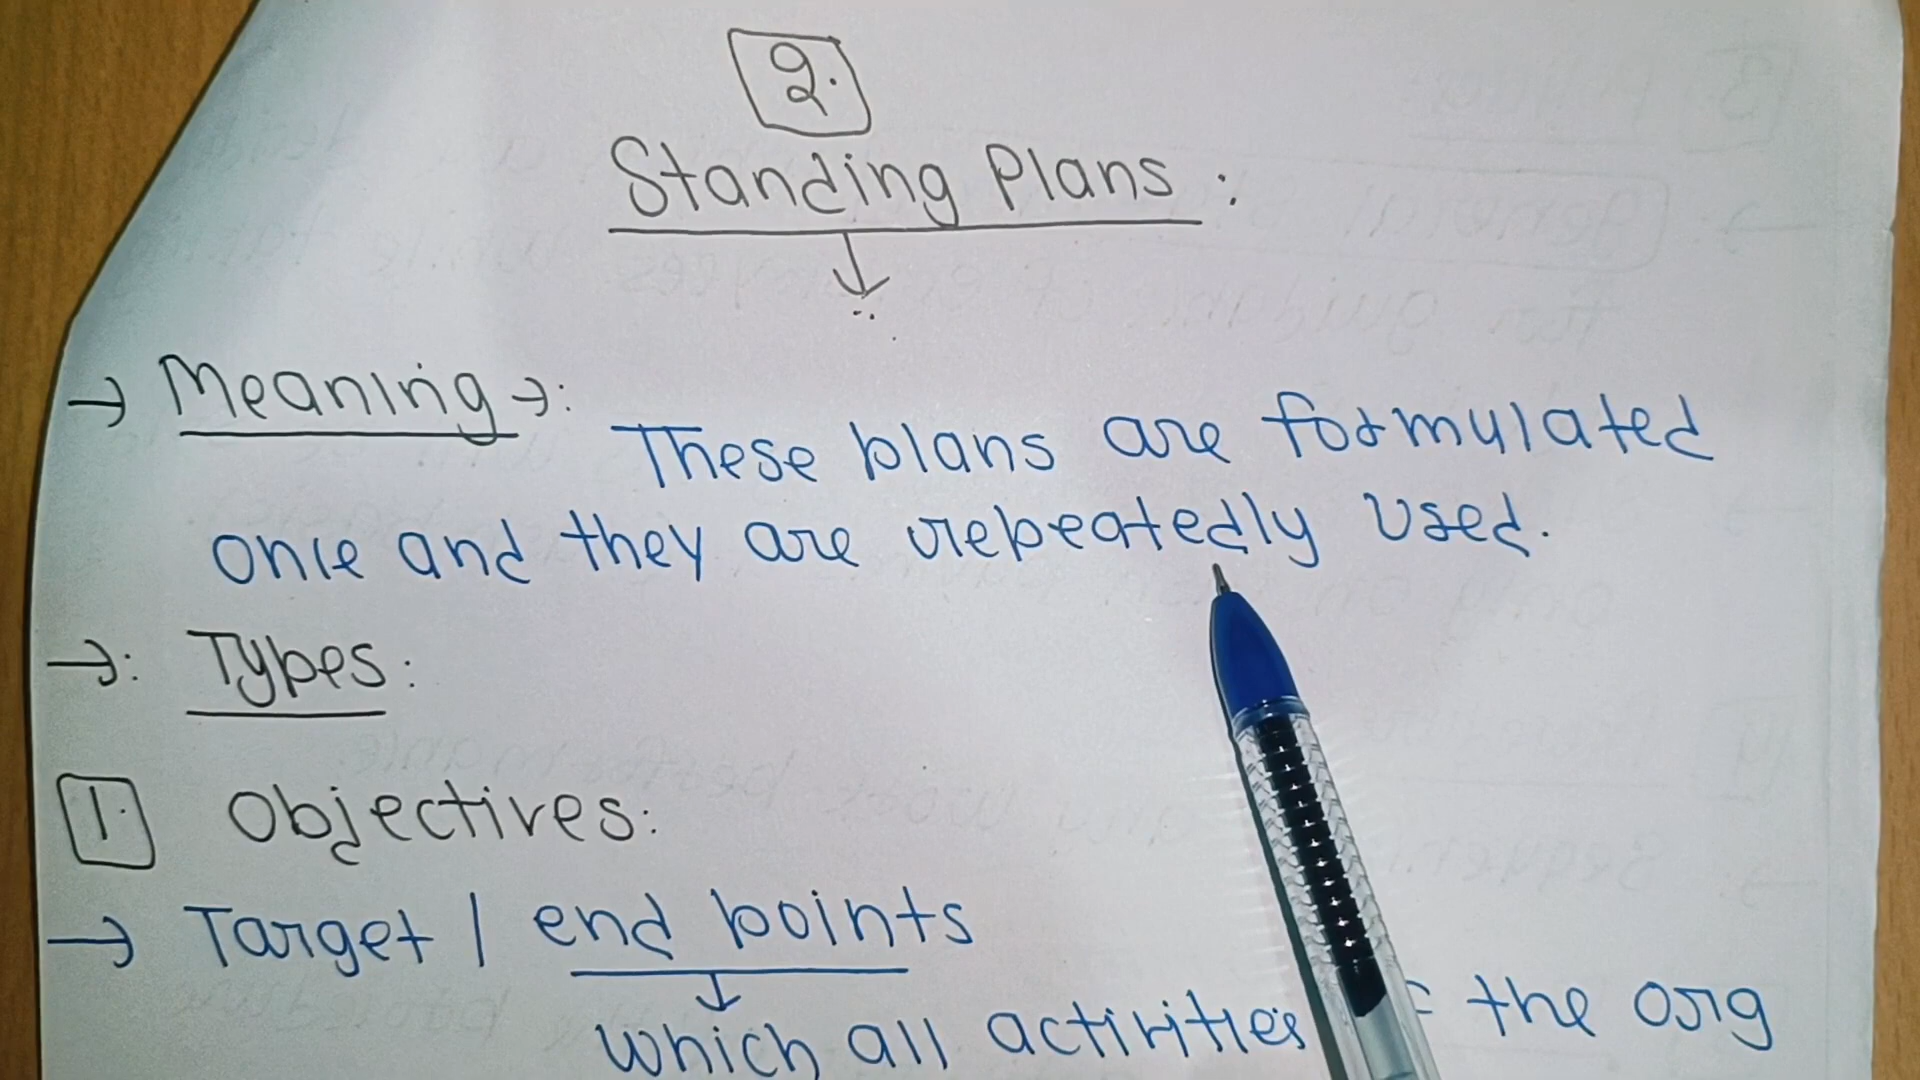 2.
Standing Plans :
→ Meaning →: These plans are formulated
once and they are repeatedly used.
→: Types:
1. Objectives:
→ Target / end points
↓
which all activities the org